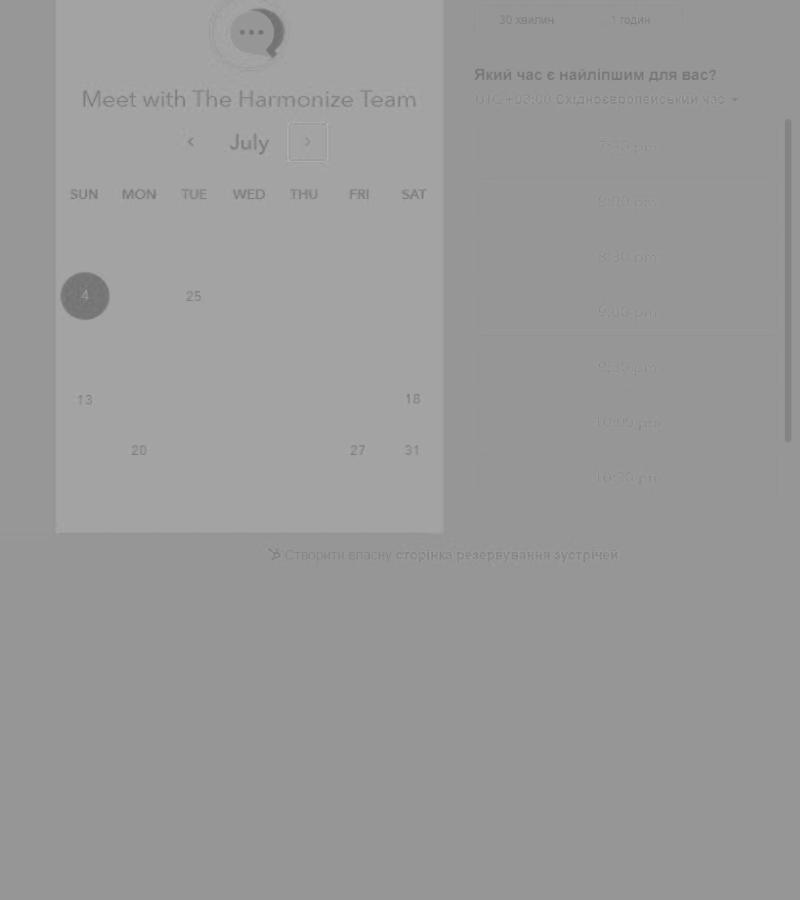 Meet with The Harmonize Team
July
SUN MON TUE WED THU FRI SAT
4 25
13 18
20 27 31
30 хвилин 1 годин
Який час є найліпшим для вас?
UTC +03:00 Східноєвропейський час
7:30 pm
8:00 pm
8:30 pm
9:00 pm
9:30 pm
10:00 pm
10:30 pm
Створити власну сторінка резервування зустрічей